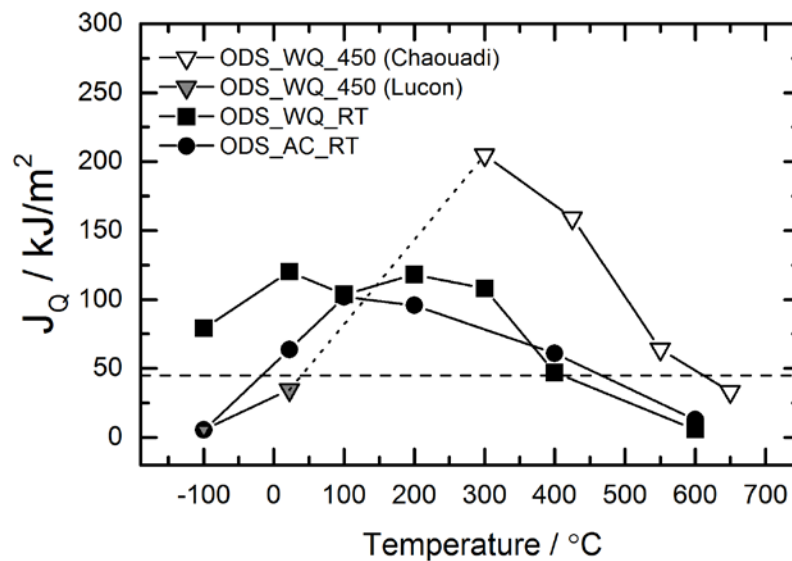 300
250
200
150
100
50
0
J_Q / kJ/m²
ODS_WQ_450 (Chaouadi)
ODS_WQ_450 (Lucon)
ODS_WQ_RT
ODS_AC_RT
-100 0 100 200 300 400 500 600 700
Temperature / °C